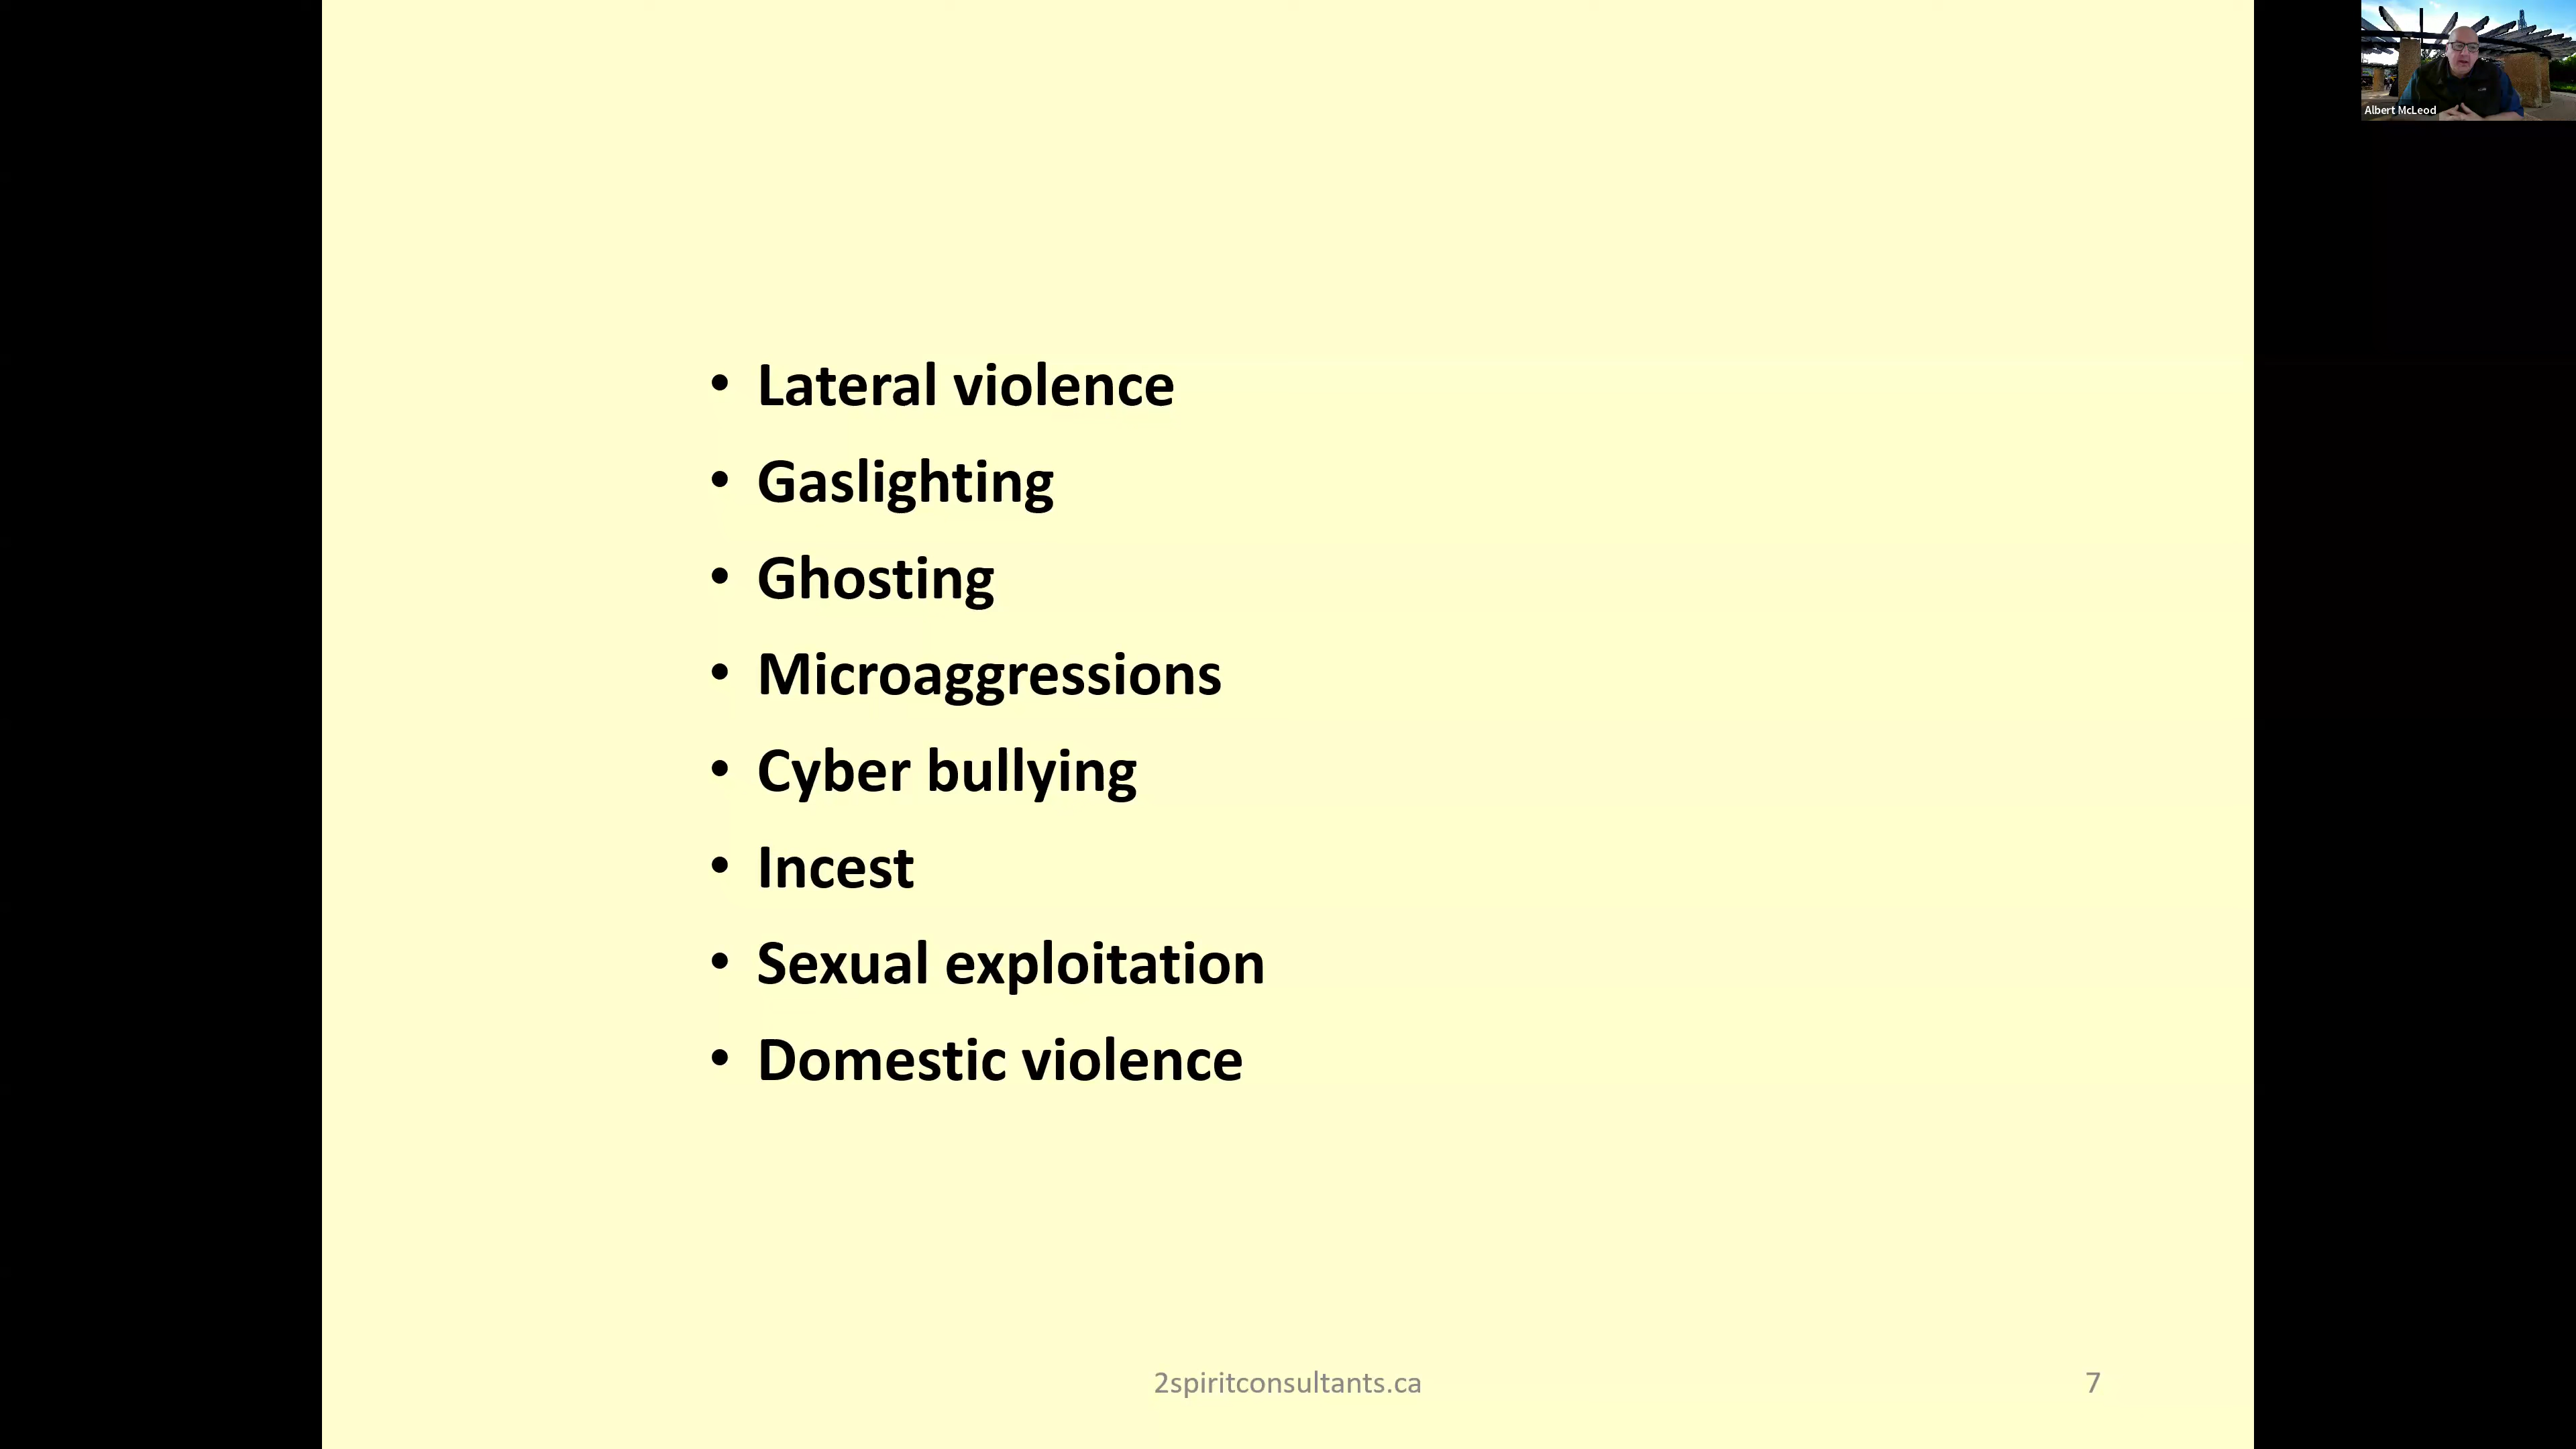 Albert McLeod
• Lateral violence
• Gaslighting
• Ghosting
• Microaggressions
• Cyber bullying
• Incest
• Sexual exploitation
• Domestic violence
2spiritconsultants.ca
7